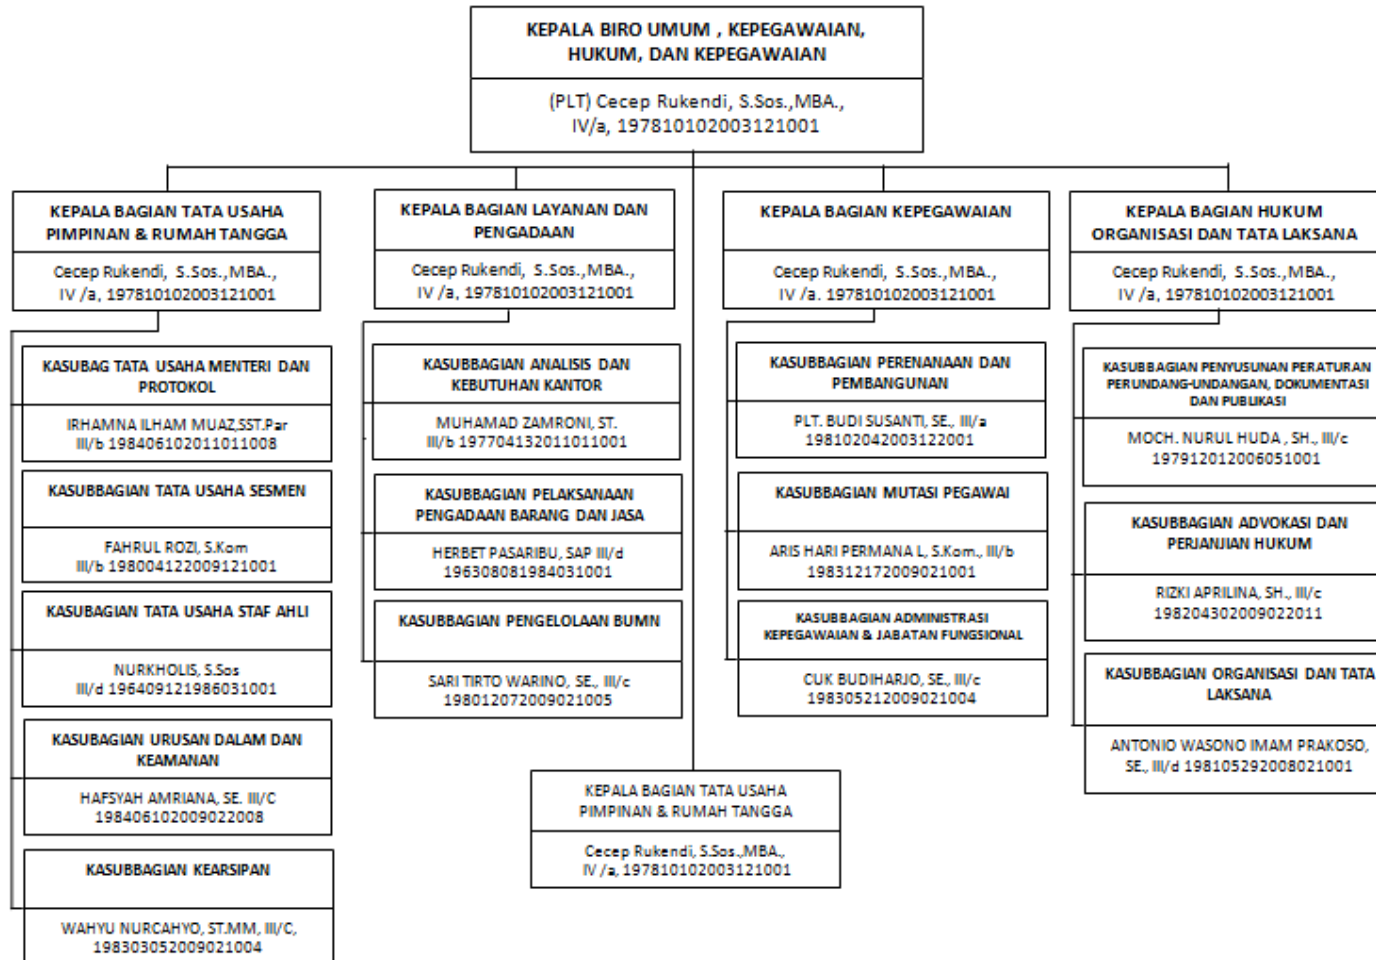 KEPALA BIRO UMUM , KEPEGAWAIAN,
HUKUM, DAN KEPEGAWAIAN
(PLT) Cecep Rukendi, S.Sos.,MBA.,
IV/a, 197810102003121001
KEPALA BAGIAN TATA USAHA
PIMPINAN & RUMAH TANGGA
Cecep Rukendi, S.Sos.,MBA.,
IV /a, 197810102003121001
KASUBAG TATA USAHA MENTERI DAN
PROTOKOL
IRHAMNA ILHAM MUAZ,SST.Par
III/b 198406102011011008
KASUBBAGIAN TATA USAHA SESMEN
FAHRUL ROZI, S.Kom
III/b 198004122009121001
KASUBAGIAN TATA USAHA STAF AHLI
NURKHOLIS, S.Sos
III/d 196409121986031001
KASUBAGIAN URUSAN DALAM DAN
KEAMANAN
HAFSYAH AMRIANA, SE. III/C
198406102009022008
KASUBBAGIAN KEARSIPAN
WAHYU NURCAHYO, ST.MM, III/C,
198303052009021004
KEPALA BAGIAN LAYANAN DAN
PENGADAAN
Cecep Rukendi, S.Sos.,MBA.,
IV /a, 197810102003121001
KASUBBAGIAN ANALISIS DAN
KEBUTUHAN KANTOR
MUHAMAD ZAMRONI, ST.
III/b 197704132011011001
KASUBBAGIAN PELAKSANAAN
PENGADAAN BARANG DAN JASA
HERBET PASARIBU, SAP III/d
196308081984031001
KASUBBAGIAN PENGELOLAAN BUMN
SARI TIRTO WARINO, SE., III/c
198012072009021005
KEPALA BAGIAN KEPEGAWAIAN
Cecep Rukendi, S.Sos.,MBA.,
IV /a. 197810102003121001
KASUBBAGIAN PERENANAAN DAN
PEMBANGUNAN
PLT. BUDI SUSANTI, SE., III/a
198102042003122001
KASUBBAGIAN MUTASI PEGAWAI
ARIS HARI PERMANA L, S.Kom., III/b
198312172009021001
KASUBBAGIAN ADMINISTRASI
KEPEGAWAIAN & JABATAN FUNGSIONAL
CUK BUDIHARJO, SE., III/c
198305212009021004
KEPALA BAGIAN HUKUM
ORGANISASI DAN TATA LAKSANA
Cecep Rukendi, S.Sos.,MBA.,
IV /a, 197810102003121001
KASUBBAGIAN PENYUSUNAN PERATURAN
PERUNDANG-UNDANGAN, DOKUMENTASI
DAN PUBLIKASI
MOCH. NURUL HUDA , SH., III/c
197912012006051001
KASUBBAGIAN ADVOKASI DAN
PERJANJIAN HUKUM
RIZKI APRILINA, SH., III/c
198204302009022011
KASUBBAGIAN ORGANISASI DAN TATA
LAKSANA
ANTONIO WASONO IMAM PRAKOSO,
SE., III/d 198105292008021001
KEPALA BAGIAN TATA USAHA
PIMPINAN & RUMAH TANGGA
Cecep Rukendi, S.Sos.,MBA.,
IV /a, 197810102003121001